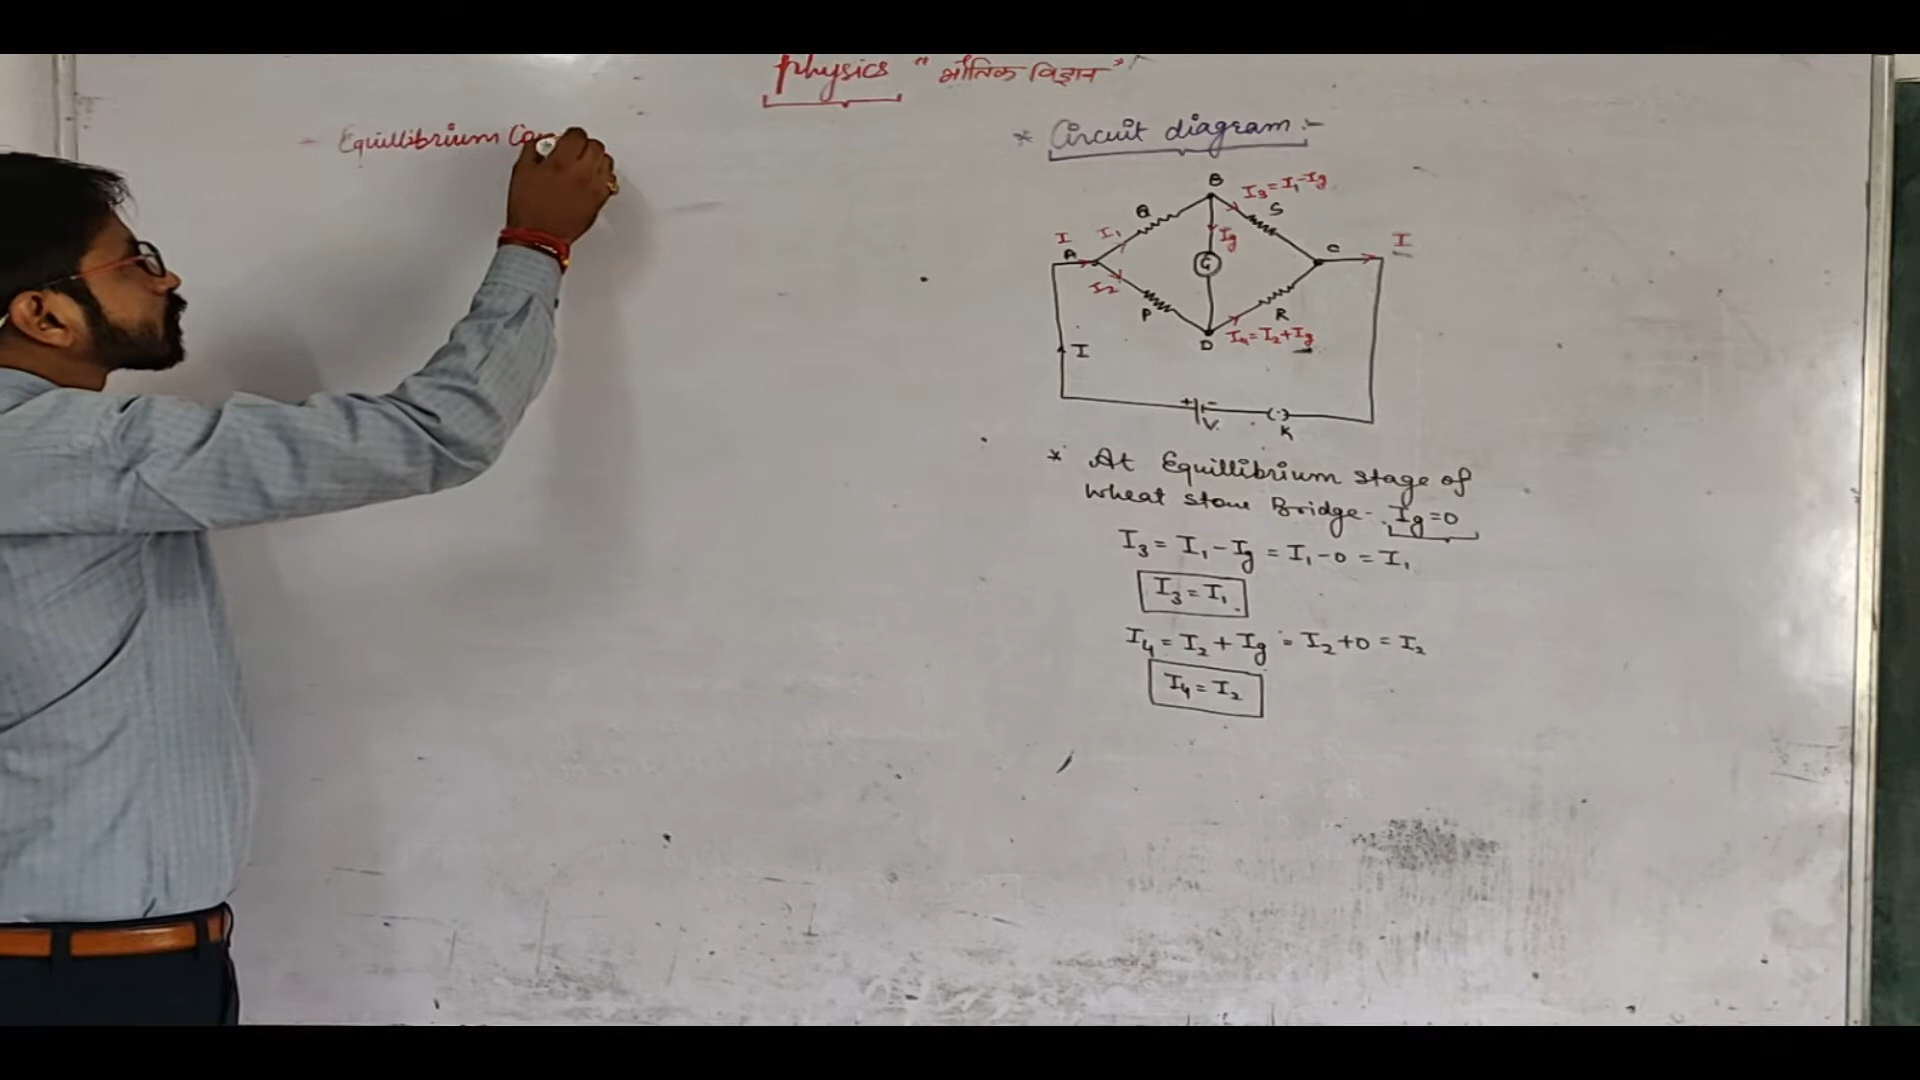 Physics "भौतिक विज्ञान"
- Equillibrium Con
* Circuit diagram :-
B
I3 = I1-Ig
Q
S
I
I1
Ig
C
I
A
G
I2
P
R
D
I4 = I2 + Ig
I
+ -
V
(·)
K
* At Equillibrium stage of
wheat stone Bridge - Ig = 0
I3 = I1 - Ig = I1 - 0 = I1
I3 = I1
I4 = I2 + Ig = I2 + 0 = I2
I4 = I2